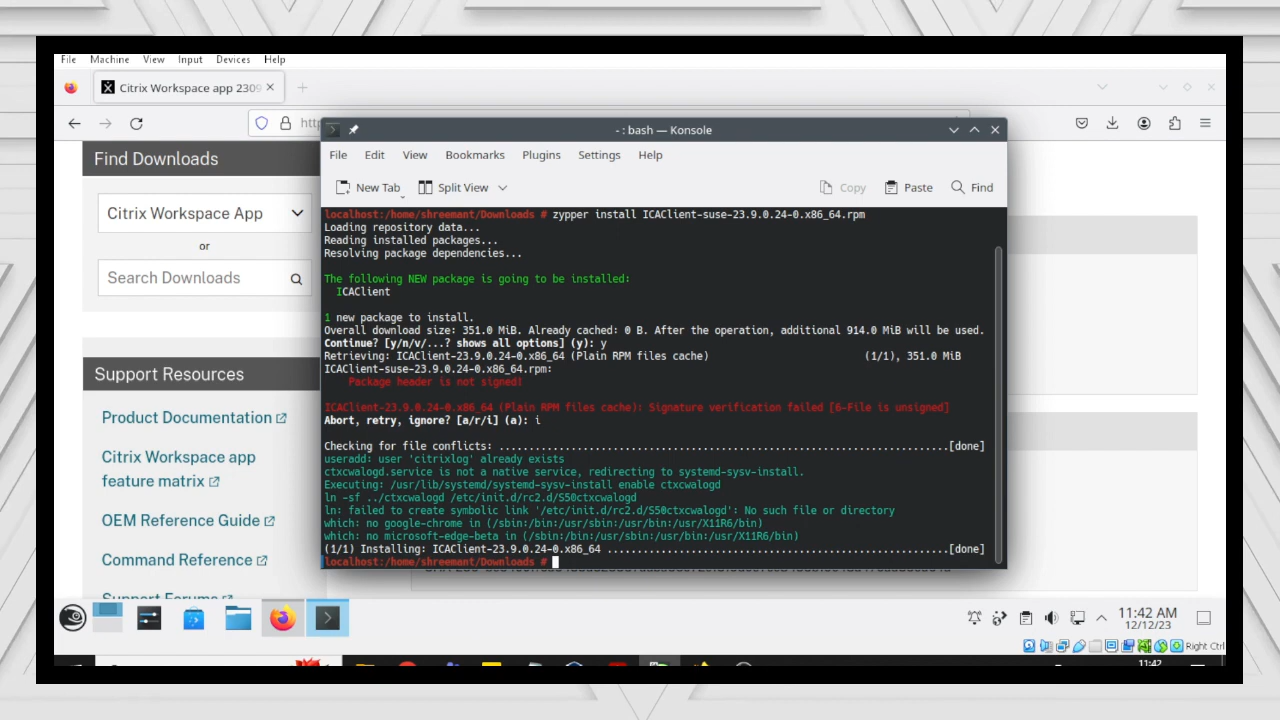 File Machine View Input Devices Help
Citrix Workspace app 2309
http
- : bash — Konsole
File Edit View Bookmarks Plugins Settings Help
New Tab Split View Copy Paste Find
Find Downloads
Citrix Workspace App
or
Search Downloads
Support Resources
Product Documentation
Citrix Workspace app
feature matrix
OEM Reference Guide
Command Reference
Support Forums
localhost:/home/shreemant/Downloads # zypper install ICAClient-suse-23.9.0.24-0.x86_64.rpm
Loading repository data...
Reading installed packages...
Resolving package dependencies...
The following NEW package is going to be installed:
ICAClient
1 new package to install.
Overall download size: 351.0 MiB. Already cached: 0 B. After the operation, additional 914.0 MiB will be used.
Continue? [y/n/v/...? shows all options] (y): y
Retrieving: ICAClient-23.9.0.24-0.x86_64 (Plain RPM files cache) (1/1), 351.0 MiB
ICAClient-suse-23.9.0.24-0.x86_64.rpm:
Package header is not signed!
ICAClient-23.9.0.24-0.x86_64 (Plain RPM files cache): Signature verification failed [6-File is unsigned]
Abort, retry, ignore? [a/r/i] (a): i
Checking for file conflicts: ..........................................................................[done]
useradd: user 'citrixlog' already exists
ctxcwalogd.service is not a native service, redirecting to systemd-sysv-install.
Executing: /usr/lib/systemd/systemd-sysv-install enable ctxcwalogd
ln -sf ../ctxcwalogd /etc/init.d/rc2.d/S50ctxcwalogd
ln: failed to create symbolic link '/etc/init.d/rc2.d/S50ctxcwalogd': No such file or directory
which: no google-chrome in (/sbin:/bin:/usr/sbin:/usr/bin:/usr/X11R6/bin)
which: no microsoft-edge-beta in (/sbin:/bin:/usr/sbin:/usr/bin:/usr/X11R6/bin)
(1/1) Installing: ICAClient-23.9.0.24-0.x86_64 ........................................................[done]
localhost:/home/shreemant/Downloads #
11:42 AM
12/12/23
Right Ctrl
11:42